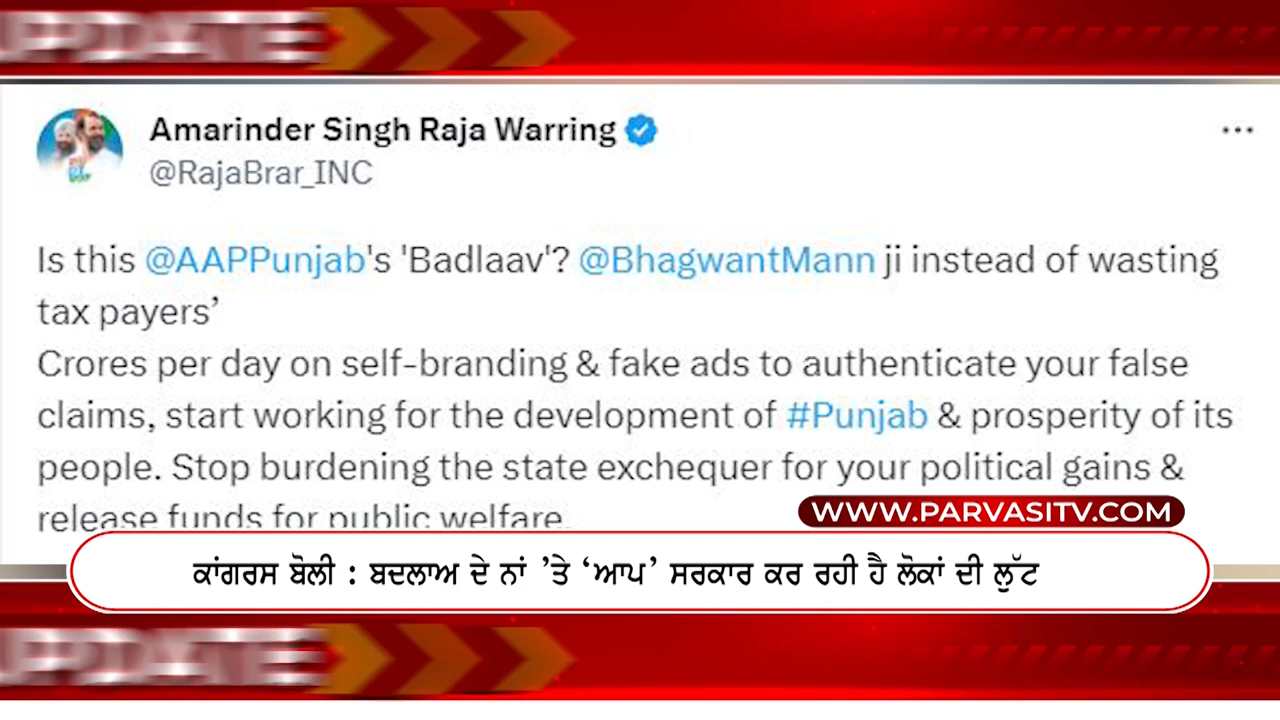 UPDATE
Amarinder Singh Raja Warring
@RajaBrar_INC
Is this @AAPPunjab's 'Badlaav'? @BhagwantMann ji instead of wasting
tax payers’
Crores per day on self-branding & fake ads to authenticate your false
claims, start working for the development of #Punjab & prosperity of its
people. Stop burdening the state exchequer for your political gains &
release funds for public welfare.
WWW.PARVASITV.COM
ਕਾਂਗਰਸ ਬੋਲੀ : ਬਦਲਾਅ ਦੇ ਨਾਂ ’ਤੇ ‘ਆਪ’ ਸਰਕਾਰ ਕਰ ਰਹੀ ਹੈ ਲੋਕਾਂ ਦੀ ਲੁੱਟ
UPDATE